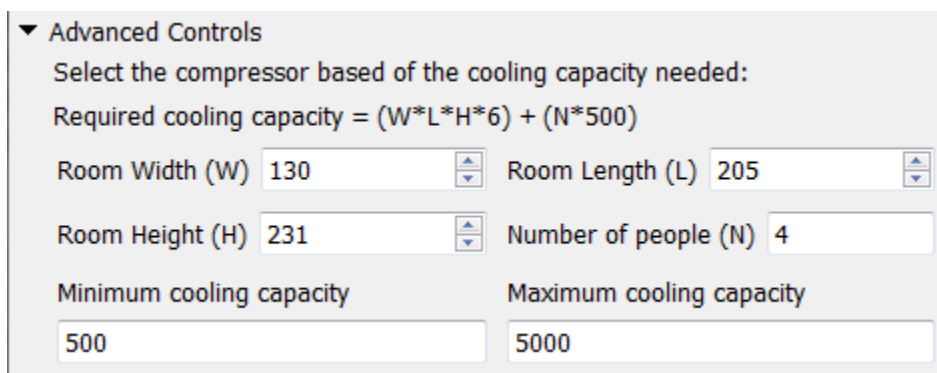 Advanced Controls
Select the compressor based of the cooling capacity needed:
Required cooling capacity = (W*L*H*6) + (N*500)
Room Width (W) 130 Room Length (L) 205
Room Height (H) 231 Number of people (N) 4
Minimum cooling capacity Maximum cooling capacity
500 5000